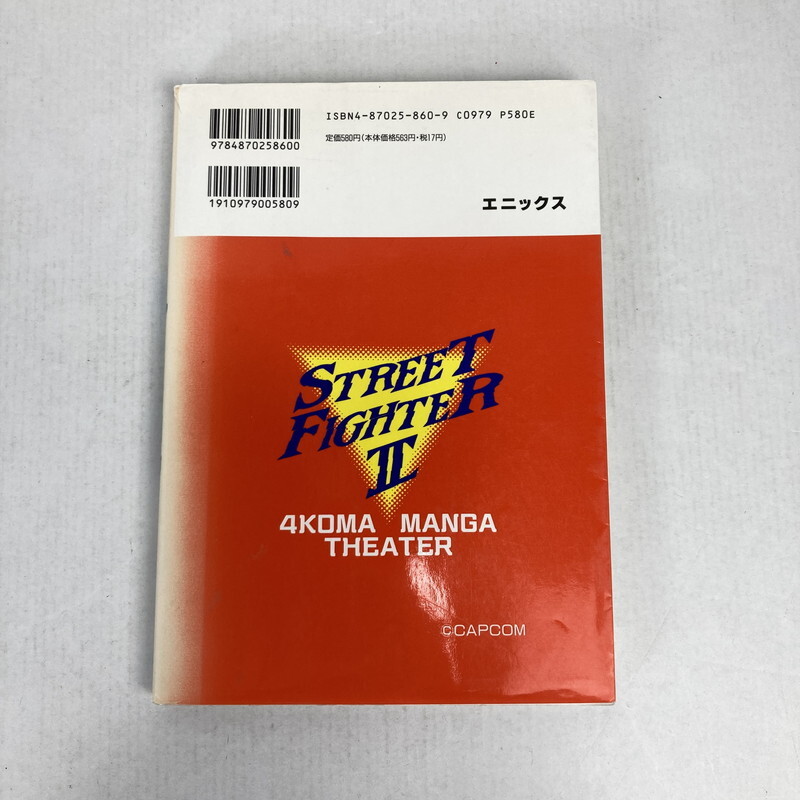 ISBN4-87025-860-9 C0979 P580E
9784870258600
定価580円(本体価格563円・税17円)
1910979005809
エニックス
STREET
FIGHTER
II
4KOMA MANGA
THEATER
©CAPCOM